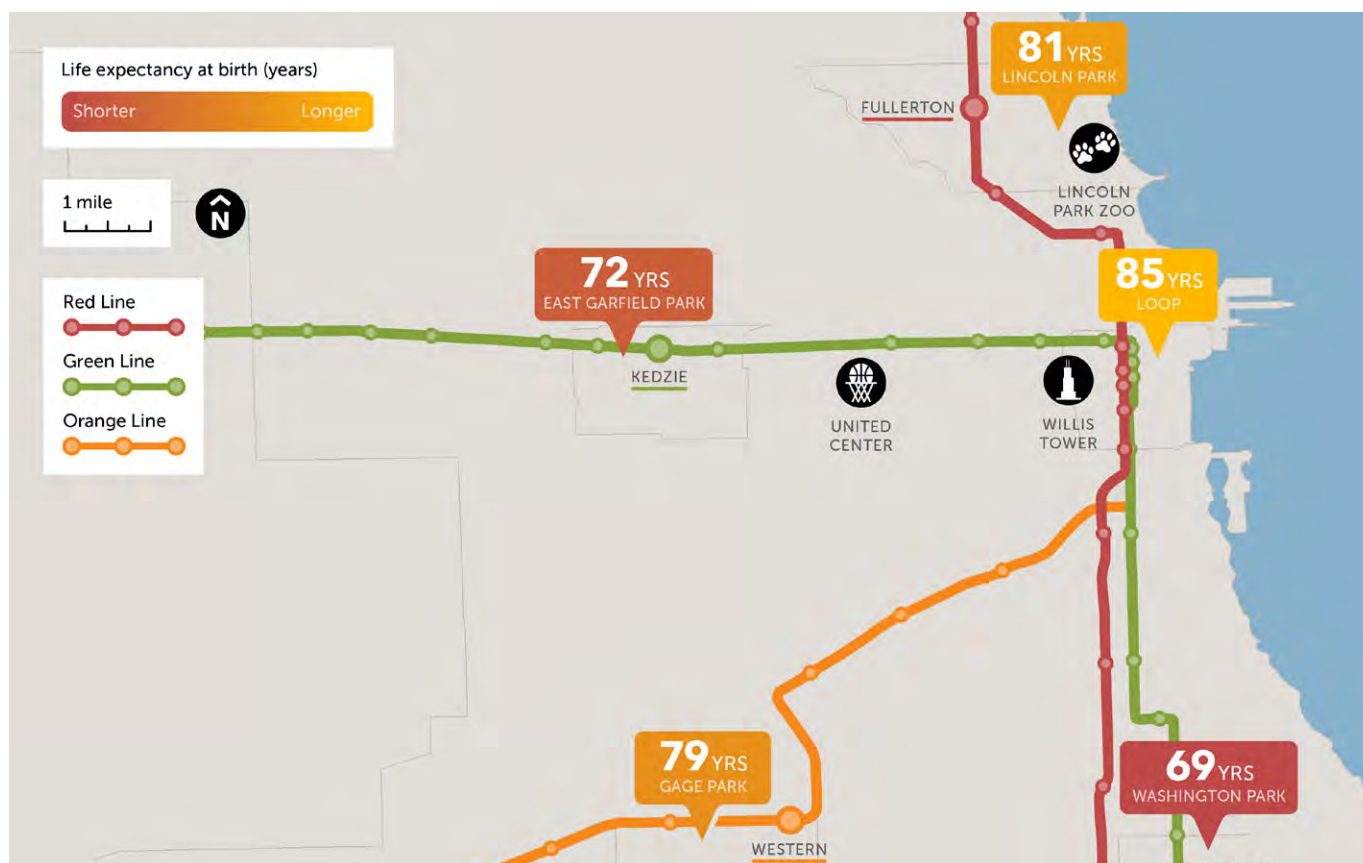 Life expectancy at birth (years)
Shorter Longer
1 mile
N
Red Line
Green Line
Orange Line
81 YRS
LINCOLN PARK
FULLERTON
LINCOLN
PARK ZOO
72 YRS
EAST GARFIELD PARK
85 YRS
LOOP
KEDZIE
UNITED
CENTER
WILLIS
TOWER
79 YRS
GAGE PARK
69 YRS
WASHINGTON PARK
WESTERN